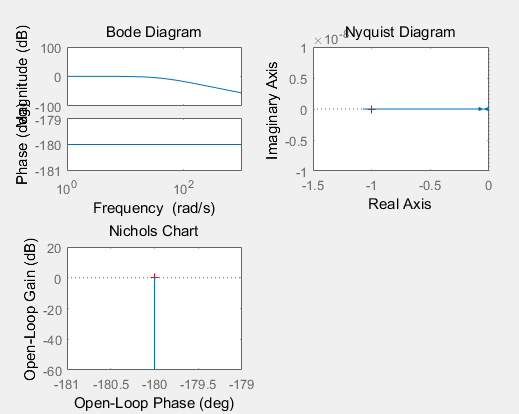 Bode Diagram
Magnitude (dB)
100
0
-100
Phase (deg)
-179
-180
-181
10^0
10^2
Frequency (rad/s)
Nyquist Diagram
Imaginary Axis
1
0.5
0
-0.5
-1
-1.5
-1
-0.5
0
Real Axis
Nichols Chart
Open-Loop Gain (dB)
20
0
-20
-40
-60
-181
-180.5
-180
-179.5
-179
Open-Loop Phase (deg)